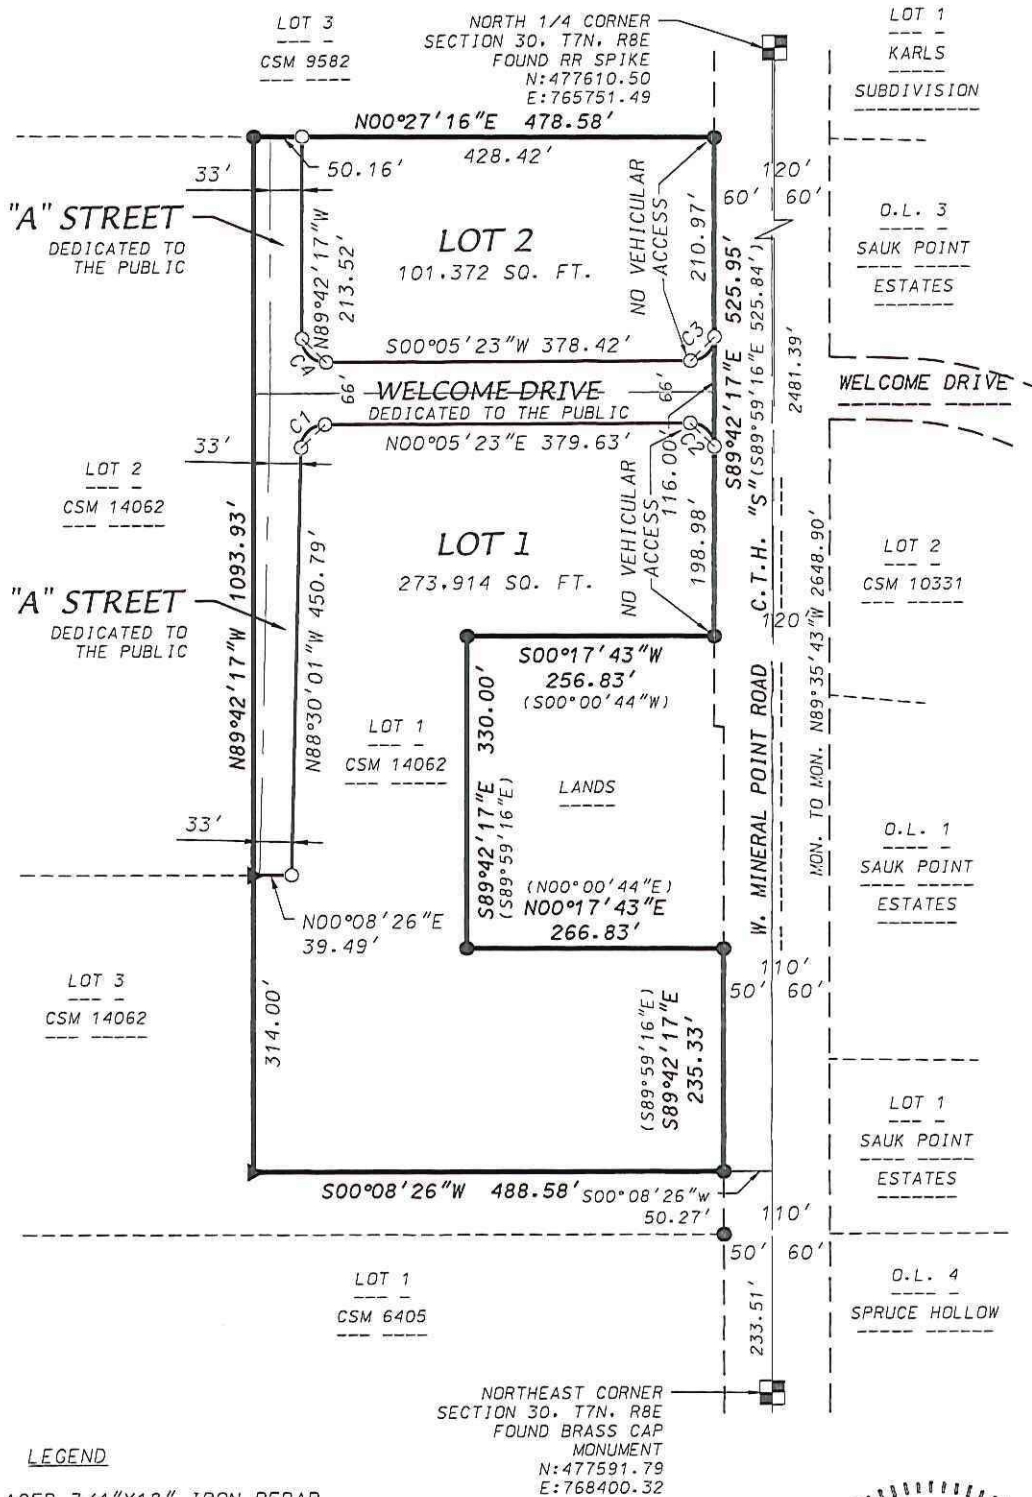 LOT 3
CSM 9582
NORTH 1/4 CORNER
SECTION 30. T7N. R8E
FOUND RR SPIKE
N:477610.50
E:765751.49
LOT 1
KARLS
SUBDIVISION
N00°27'16"E 478.58'
50.16'
428.42'
33'
120'
60' 60'
"A" STREET
DEDICATED TO
THE PUBLIC
N89°42'17"W
213.52'
LOT 2
101.372 SQ. FT.
NO VEHICULAR
ACCESS
210.97'
S89°42'17"E 525.95'
(S89°59'16"E 525.84')
2481.39'
O.L. 3
SAUK POINT
ESTATES
C4
C3
S00°05'23"W 378.42'
66'
WELCOME DRIVE
66'
DEDICATED TO THE PUBLIC
WELCOME DRIVE
C1
C2
N00°05'23"E 379.63'
116.00'
33'
LOT 2
CSM 14062
N89°42'17"W 1093.93'
N88°30'01"W 450.79'
LOT 1
273.914 SQ. FT.
NO VEHICULAR
ACCESS
198.98'
C.T.H. "S"
120'
MON. TO MON. N89°35'43"W 2648.90'
LOT 2
CSM 10331
"A" STREET
DEDICATED TO
THE PUBLIC
S00°17'43"W
256.83'
(S00°00'44"W)
LOT 1
CSM 14062
330.00'
S89°42'17"E
(S89°59'16"E)
LANDS
W. MINERAL POINT ROAD
33'
O.L. 1
SAUK POINT
ESTATES
(N00°00'44"E)
N00°17'43"E
266.83'
N00°08'26"E
39.49'
110'
50' 60'
LOT 3
CSM 14062
314.00'
(S89°59'16"E)
S89°42'17"E
235.33'
LOT 1
SAUK POINT
ESTATES
S00°08'26"W 488.58'
S00°08'26"W
50.27'
110'
50' 60'
LOT 1
CSM 6405
233.51'
O.L. 4
SPRUCE HOLLOW
NORTHEAST CORNER
SECTION 30. T7N. R8E
FOUND BRASS CAP
MONUMENT
N:477591.79
E:768400.32
LEGEND